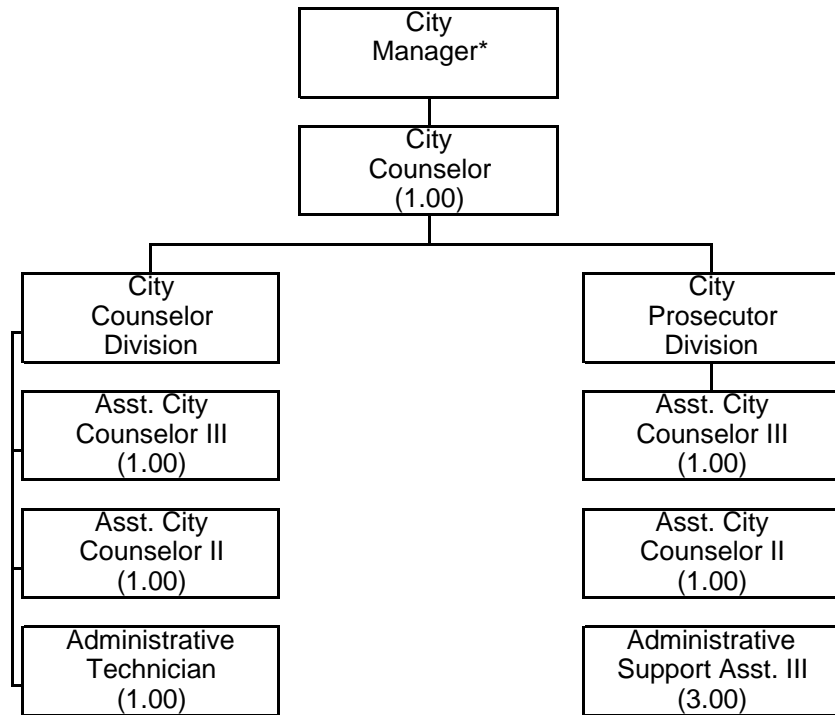 City
Manager*
City
Counselor
(1.00)
City
Counselor
Division
City
Prosecutor
Division
Asst. City
Counselor III
(1.00)
Asst. City
Counselor III
(1.00)
Asst. City
Counselor II
(1.00)
Asst. City
Counselor II
(1.00)
Administrative
Technician
(1.00)
Administrative
Support Asst. III
(3.00)